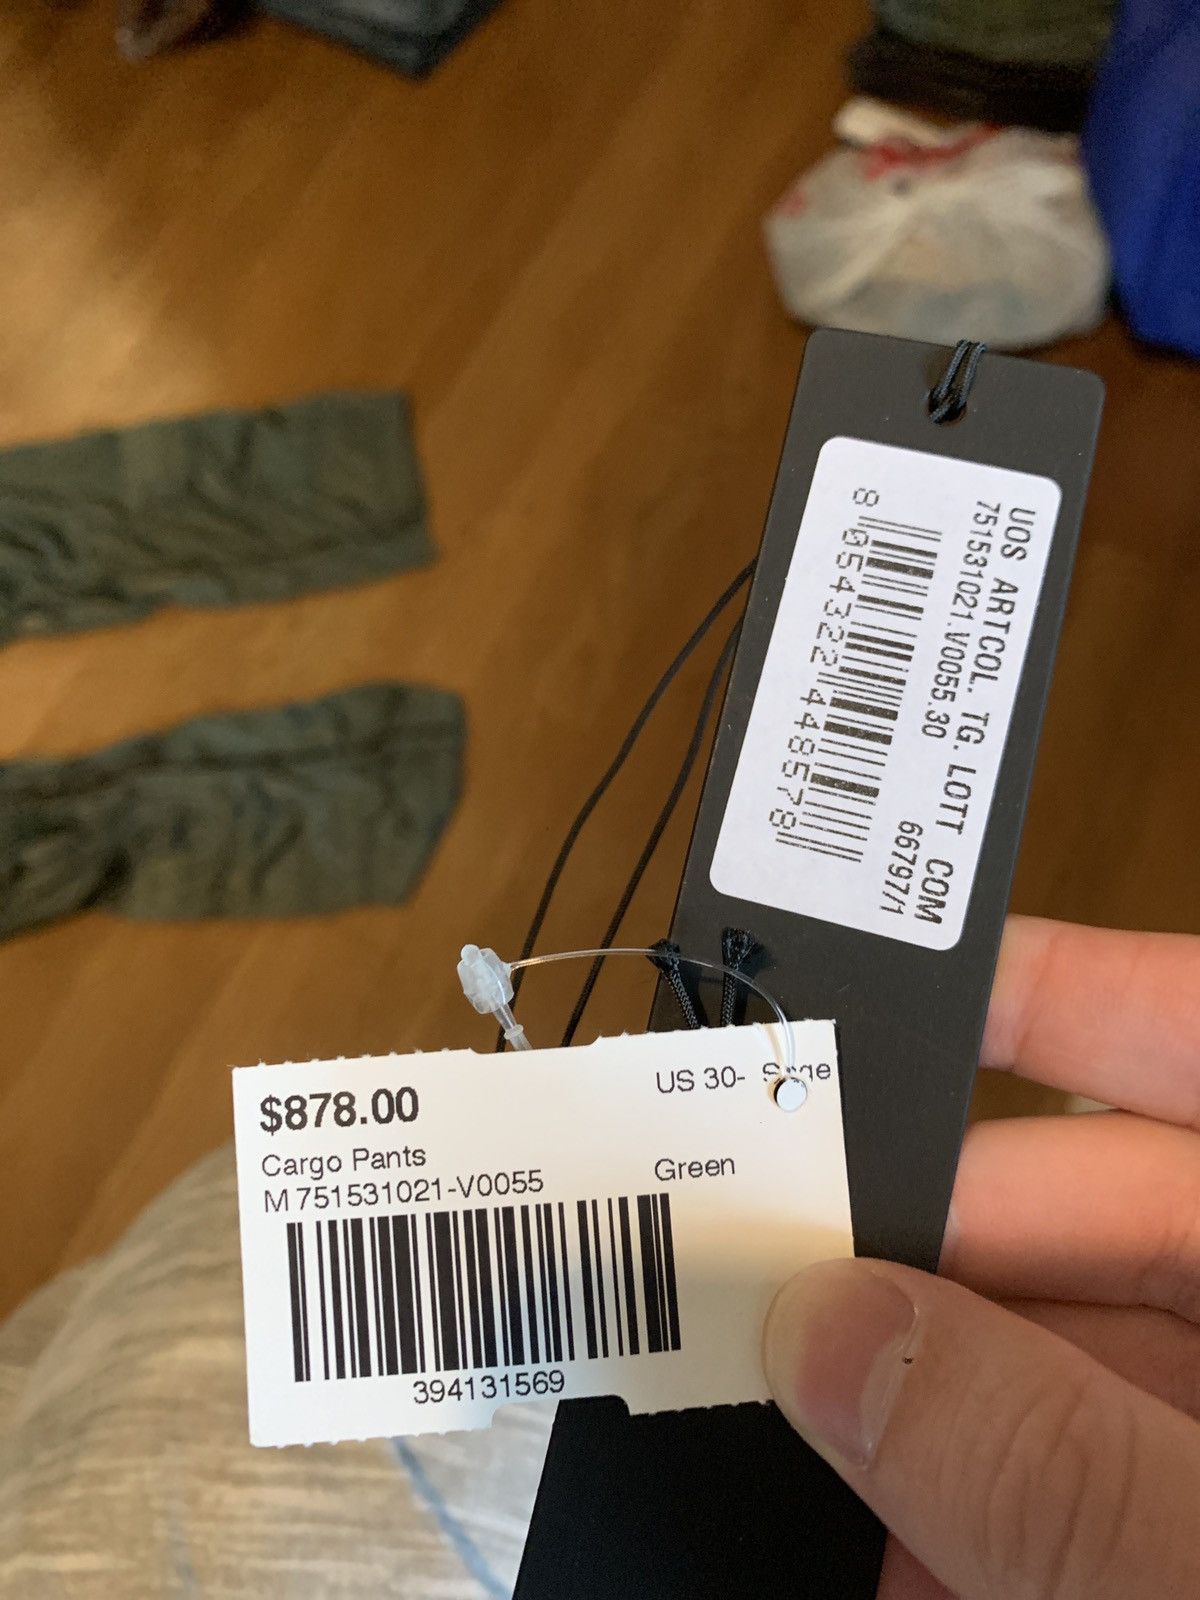 UOS ARTCOL. TG. LOTT COM
751531021.V0055.30 66797/1
8 054322 448578
$878.00 US 30- Sage
Cargo Pants Green
M 751531021-V0055
394131569